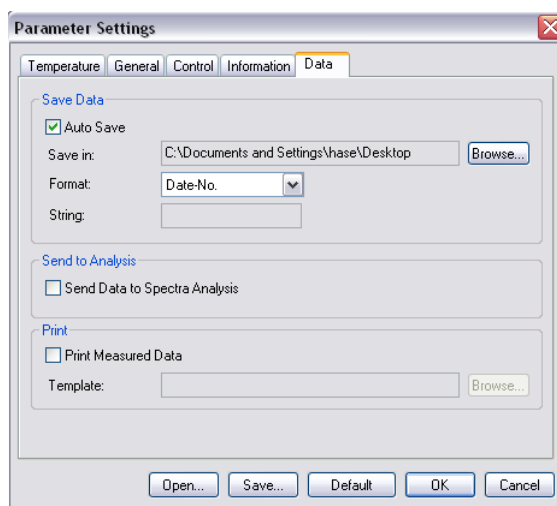 Parameter Settings
Temperature General Control Information Data
Save Data
Auto Save
Save in: C:\Documents and Settings\hase\Desktop Browse...
Format: Date-No.
String:
Send to Analysis
Send Data to Spectra Analysis
Print
Print Measured Data
Template: Browse...
Open... Save... Default OK Cancel